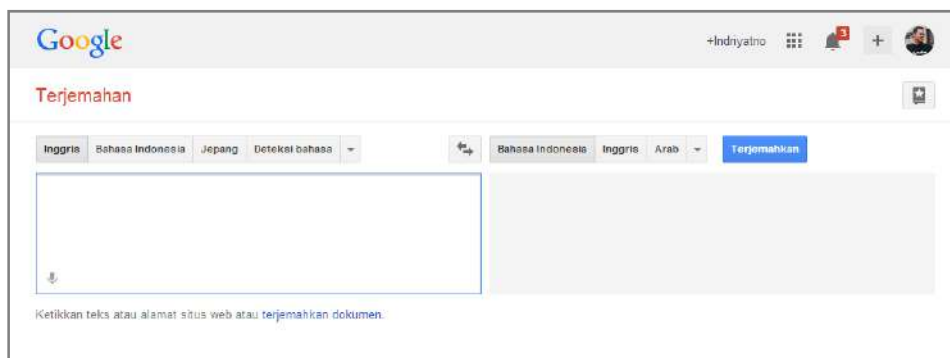 Google
+Indriyatno
3
+
Terjemahan
Inggris Bahasa Indonesia Jepang Deteksi bahasa
Bahasa Indonesia Inggris Arab Terjemahkan
Ketikkan teks atau alamat situs web atau terjemahkan dokumen.